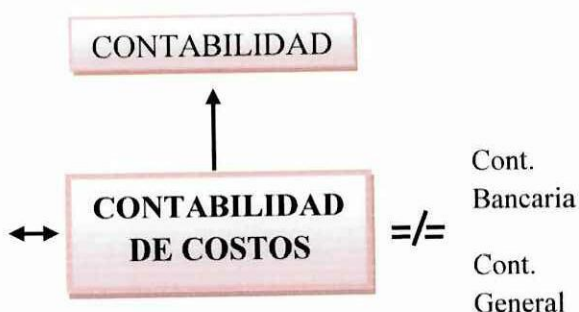 CONTABILIDAD
CONTABILIDAD
DE COSTOS
=/=
Cont.
Bancaria
Cont.
General